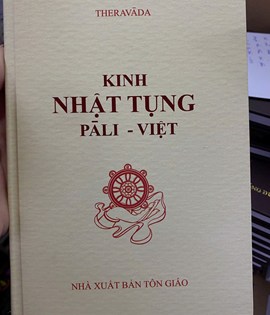 THERAVĀDA
KINH
NHẬT TỤNG
PĀLI - VIỆT
NHÀ XUẤT BẢN TÔN GIÁO